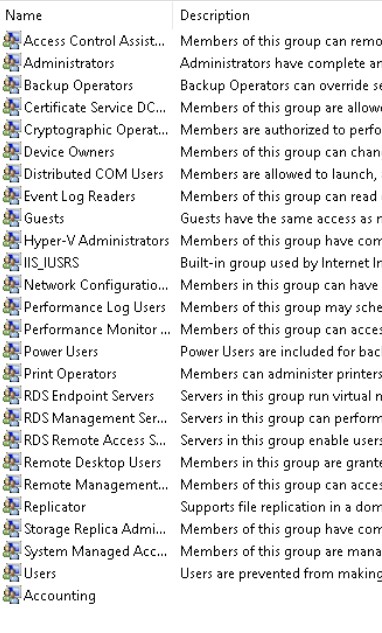 Name Description
Access Control Assist... Members of this group can remo
Administrators Administrators have complete an
Backup Operators Backup Operators can override se
Certificate Service DC... Members of this group are allowe
Cryptographic Operat... Members are authorized to perfo
Device Owners Members of this group can chan
Distributed COM Users Members are allowed to launch,
Event Log Readers Members of this group can read
Guests Guests have the same access as n
Hyper-V Administrators Members of this group have com
IIS_IUSRS Built-in group used by Internet In
Network Configuratio... Members in this group can have
Performance Log Users Members of this group may sche
Performance Monitor ... Members of this group can acces
Power Users Power Users are included for bac
Print Operators Members can administer printers
RDS Endpoint Servers Servers in this group run virtual n
RDS Management Ser... Servers in this group can perform
RDS Remote Access S... Servers in this group enable users
Remote Desktop Users Members in this group are grante
Remote Management... Members of this group can acces
Replicator Supports file replication in a dom
Storage Replica Admi... Members of this group have com
System Managed Acc... Members of this group are mana
Users Users are prevented from making
Accounting